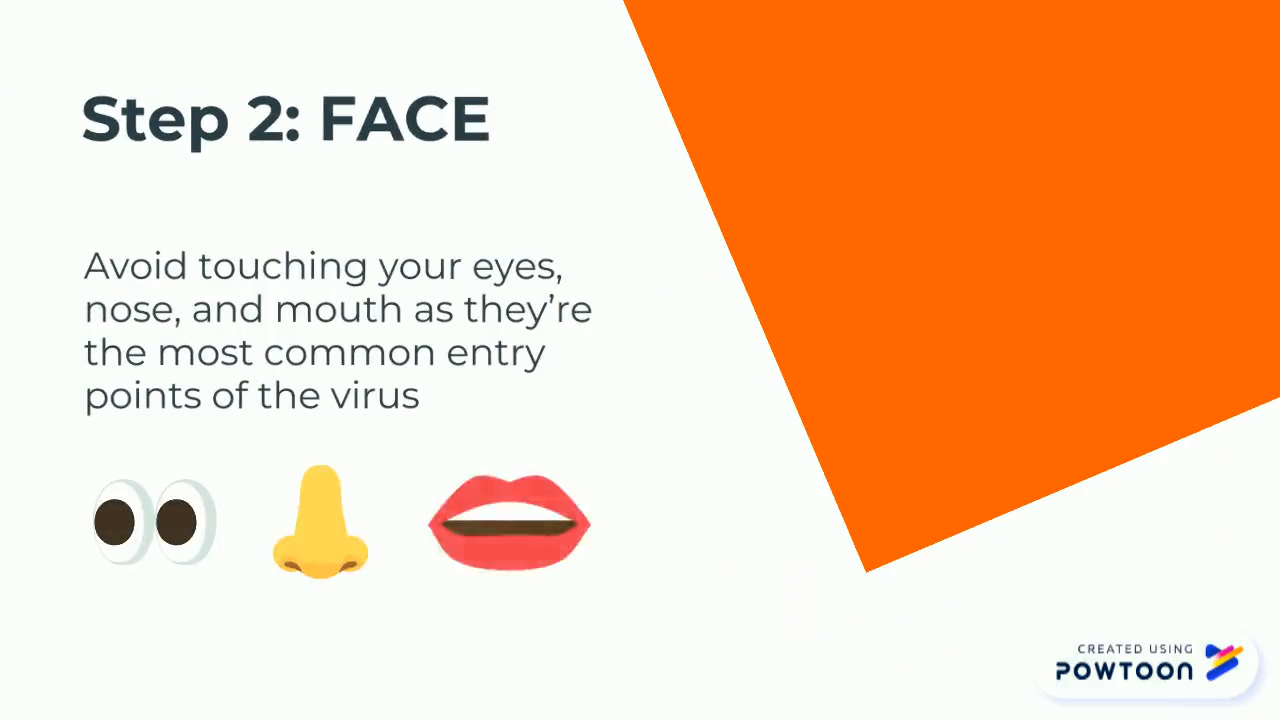 Step 2: FACE
Avoid touching your eyes,
nose, and mouth as they’re
the most common entry
points of the virus
CREATED USING
POWTOON